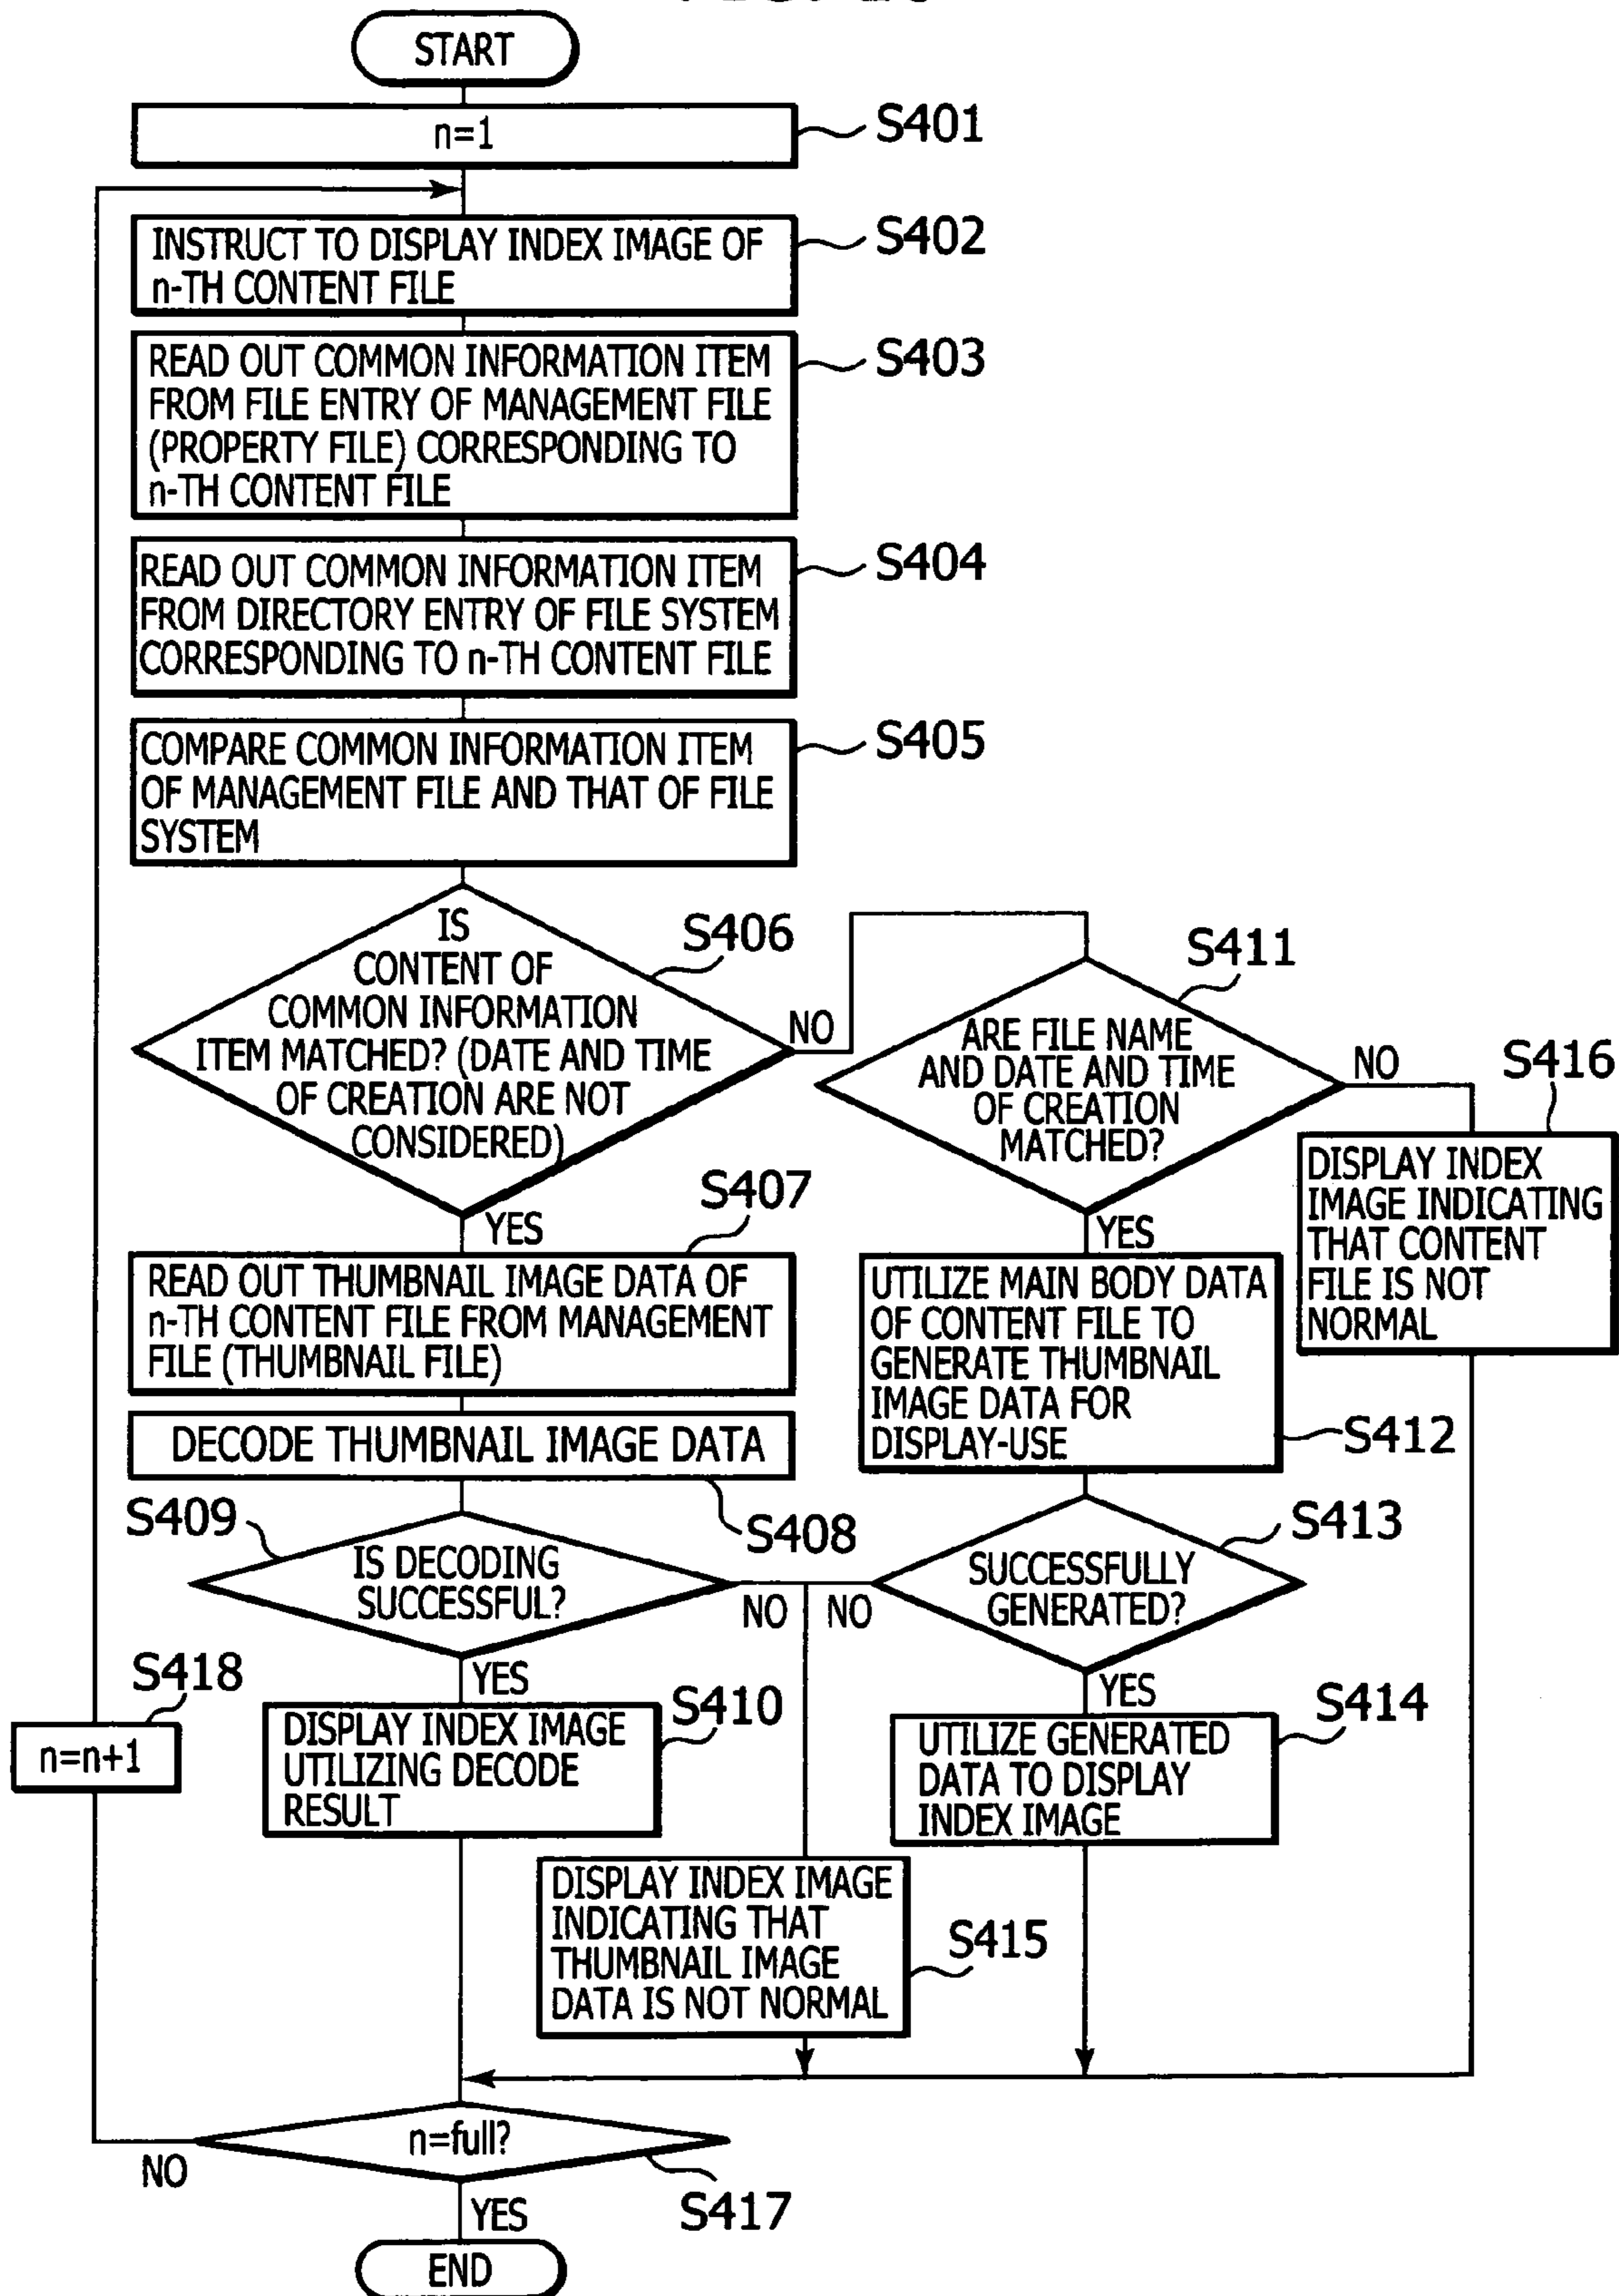 START
n=1
S401
INSTRUCT TO DISPLAY INDEX IMAGE OF
n-TH CONTENT FILE
S402
READ OUT COMMON INFORMATION ITEM
FROM FILE ENTRY OF MANAGEMENT FILE
(PROPERTY FILE) CORRESPONDING TO
n-TH CONTENT FILE
S403
READ OUT COMMON INFORMATION ITEM
FROM DIRECTORY ENTRY OF FILE SYSTEM
CORRESPONDING TO n-TH CONTENT FILE
S404
COMPARE COMMON INFORMATION ITEM
OF MANAGEMENT FILE AND THAT OF FILE
SYSTEM
S405
IS
CONTENT OF
COMMON INFORMATION
ITEM MATCHED? (DATE AND TIME
OF CREATION ARE NOT
CONSIDERED)
S406
NO
YES
ARE FILE NAME
AND DATE AND TIME
OF CREATION
MATCHED?
S411
NO
YES
S416
DISPLAY INDEX
IMAGE INDICATING
THAT CONTENT
FILE IS NOT
NORMAL
S407
READ OUT THUMBNAIL IMAGE DATA OF
n-TH CONTENT FILE FROM MANAGEMENT
FILE (THUMBNAIL FILE)
UTILIZE MAIN BODY DATA
OF CONTENT FILE TO
GENERATE THUMBNAIL
IMAGE DATA FOR
DISPLAY-USE
S412
DECODE THUMBNAIL IMAGE DATA
S408
S409
IS DECODING
SUCCESSFUL?
NO
YES
S413
SUCCESSFULLY
GENERATED?
NO
YES
S418
n=n+1
DISPLAY INDEX IMAGE
UTILIZING DECODE
RESULT
S410
UTILIZE GENERATED
DATA TO DISPLAY
INDEX IMAGE
S414
DISPLAY INDEX IMAGE
INDICATING THAT
THUMBNAIL IMAGE
DATA IS NOT NORMAL
S415
n=full?
NO
S417
YES
END